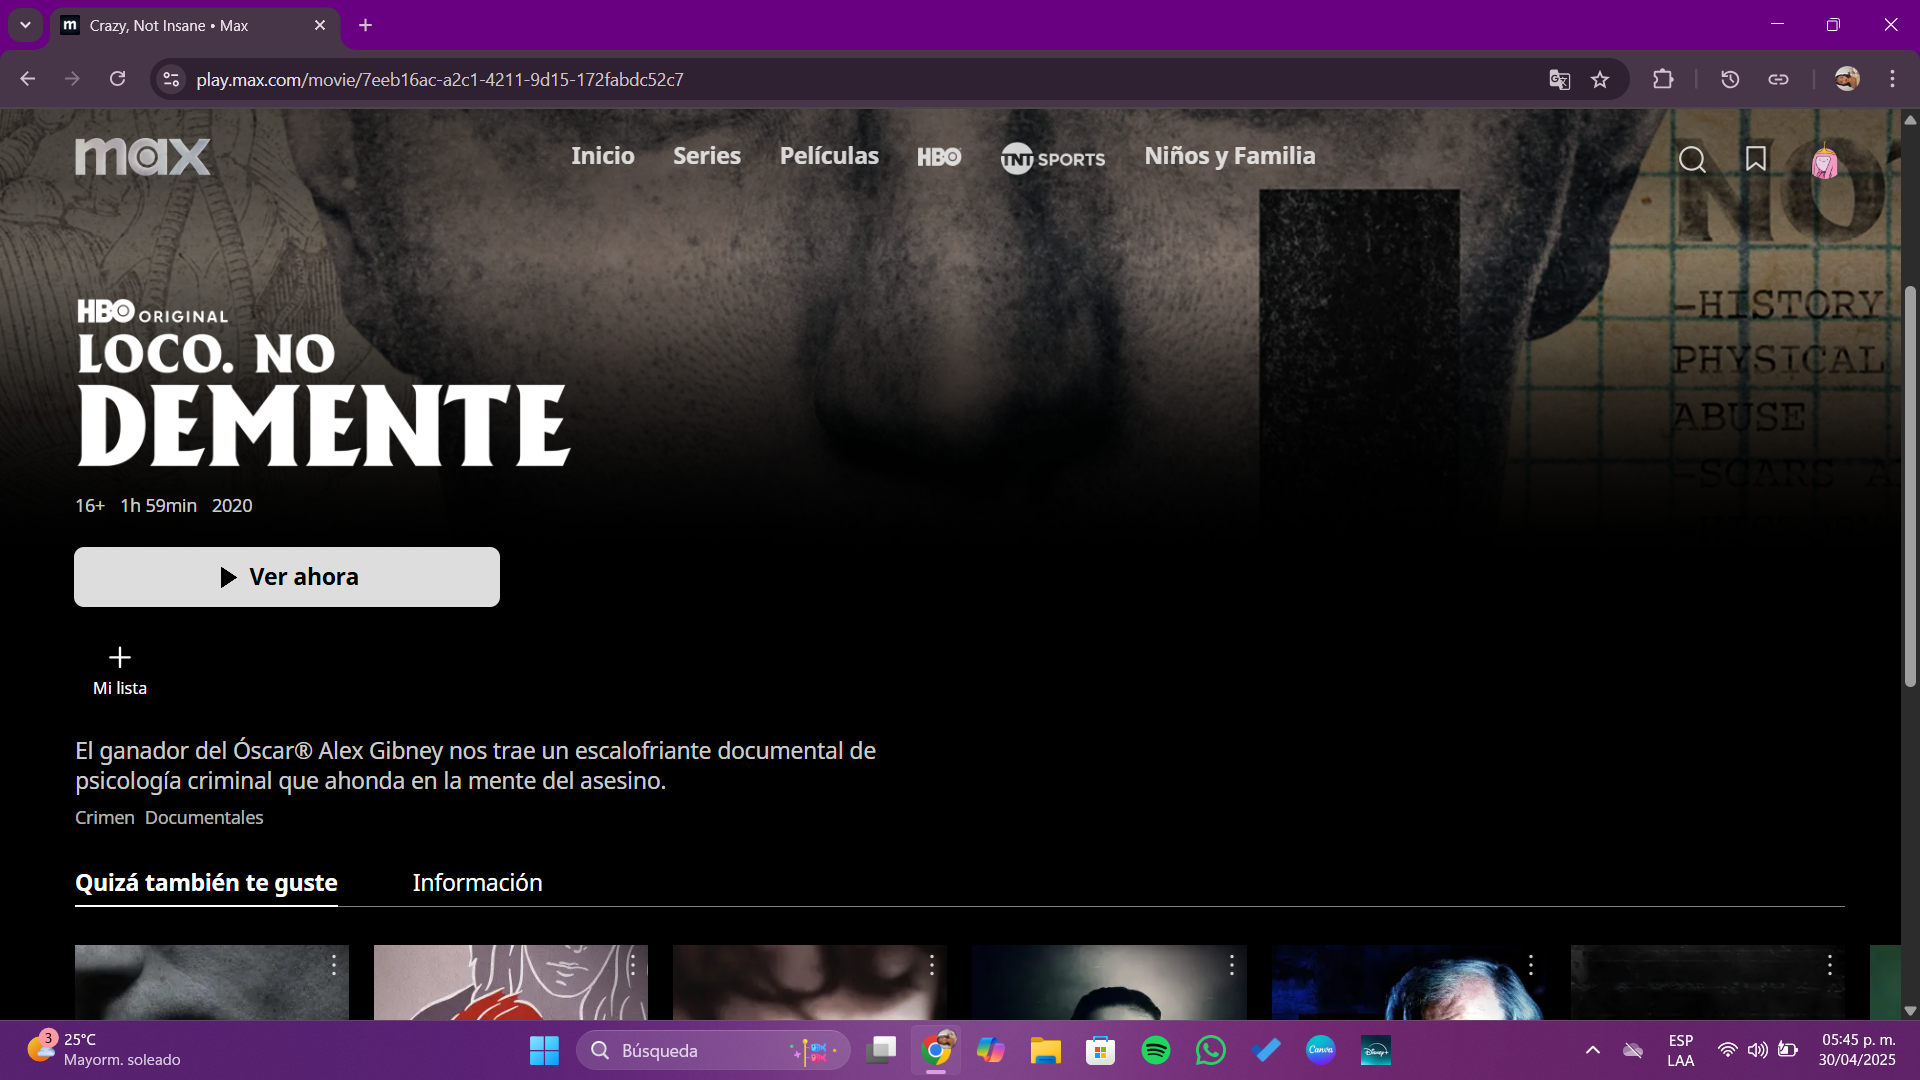 m Crazy, Not Insane • Max
play.max.com/movie/7eeb16ac-a2c1-4211-9d15-172fabdc52c7
max
Inicio
Series
Películas
HBO
TNT SPORTS
Niños y Familia
NO
-HISTORY
PHYSICAL
ABUSE
-SCARS A
HBO ORIGINAL
LOCO. NO
DEMENTE
16+ 1h 59min 2020
Ver ahora
Mi lista
El ganador del Óscar® Alex Gibney nos trae un escalofriante documental de
psicología criminal que ahonda en la mente del asesino.
Crimen Documentales
Quizá también te guste
Información
3
25°C
Mayorm. soleado
Búsqueda
Canva
Disney+
ESP
LAA
05:45 p. m.
30/04/2025